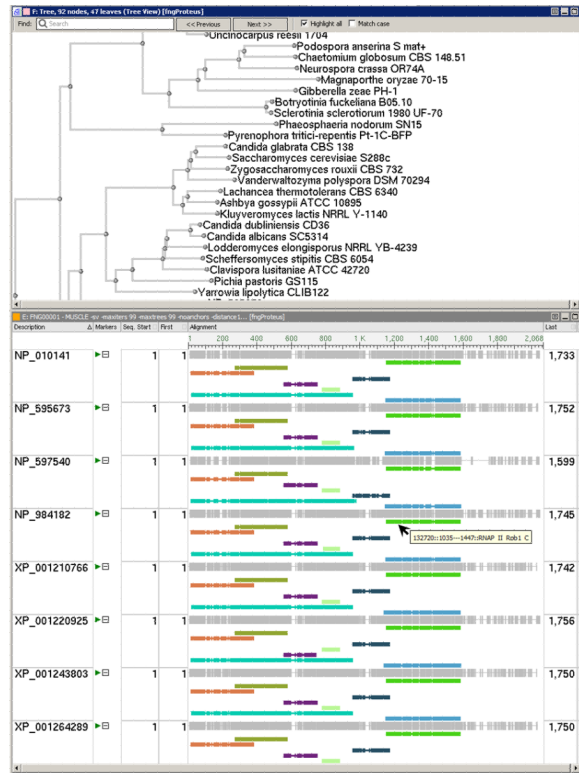 F: Tree, 92 nodes, 47 leaves (Tree View) [fngProteus]
Find: Search << Previous Next >> Highlight all Match case
Uncinocarpus reesii 1704
Podospora anserina S mat+
Chaetomium globosum CBS 148.51
Neurospora crassa OR74A
Magnaporthe oryzae 70-15
Gibberella zeae PH-1
Botryotinia fuckeliana B05.10
Sclerotinia sclerotiorum 1980 UF-70
Phaeosphaeria nodorum SN15
Pyrenophora tritici-repentis Pt-1C-BFP
Candida glabrata CBS 138
Saccharomyces cerevisiae S288c
Zygosaccharomyces rouxii CBS 732
Vanderwaltozyma polyspora DSM 70294
Lachancea thermotolerans CBS 6340
Ashbya gossypii ATCC 10895
Kluyveromyces lactis NRRL Y-1140
Candida dubliniensis CD36
Candida albicans SC5314
Lodderomyces elongisporus NRRL YB-4239
Scheffersomyces stipitis CBS 6054
Clavispora lusitaniae ATCC 42720
Pichia pastoris GS115
Yarrowia lipolytica CLIB122
E: FNG00001 - MUSCLE -sv -maxiters 99 -maxtrees 99 -noanchors -distance1... [fngProteus]
Description Markers Seq. Start First Alignment Last
1 200 400 600 800 1 K 1,200 1,400 1,600 1,800 2,068
NP_010141 1 1 1,733
NP_595673 1 1 1,752
NP_597540 1 1 1,599
NP_984182 1 1 1,745
132720::1035---1447::RNAP II Rpb1 C
XP_001210766 1 1 1,742
XP_001220925 1 1 1,756
XP_001243803 1 1 1,750
XP_001264289 1 1 1,750